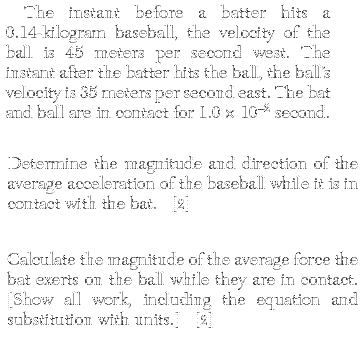 The instant before a batter hits a
0.14-kilogram baseball, the velocity of the
ball is 45 meters per second west. The
instant after the batter hits the ball, the ball's
velocity is 35 meters per second east. The bat
and ball are in contact for 1.0 × 10⁻² second.
Determine the magnitude and direction of the
average acceleration of the baseball while it is in
contact with the bat. [2]
Calculate the magnitude of the average force the
bat exerts on the ball while they are in contact.
[Show all work, including the equation and
substitution with units.] [2]